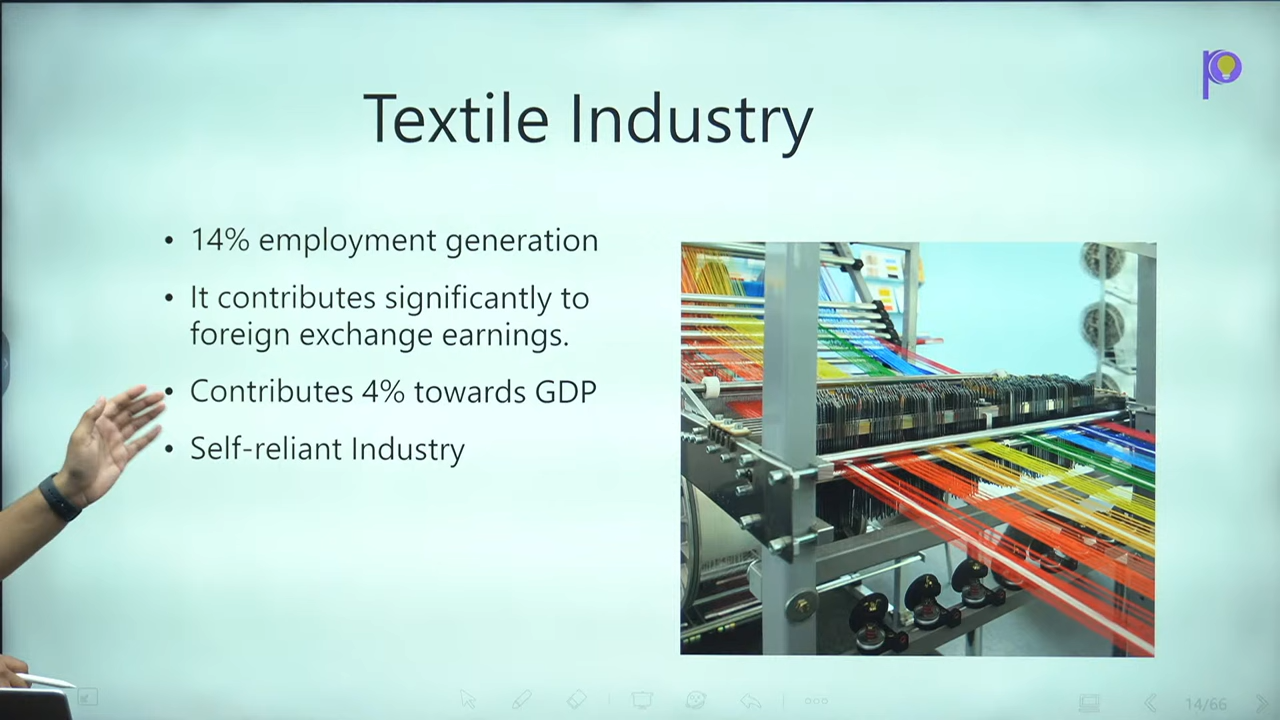 Textile Industry
• 14% employment generation
• It contributes significantly to
foreign exchange earnings.
• Contributes 4% towards GDP
• Self-reliant Industry
14/66